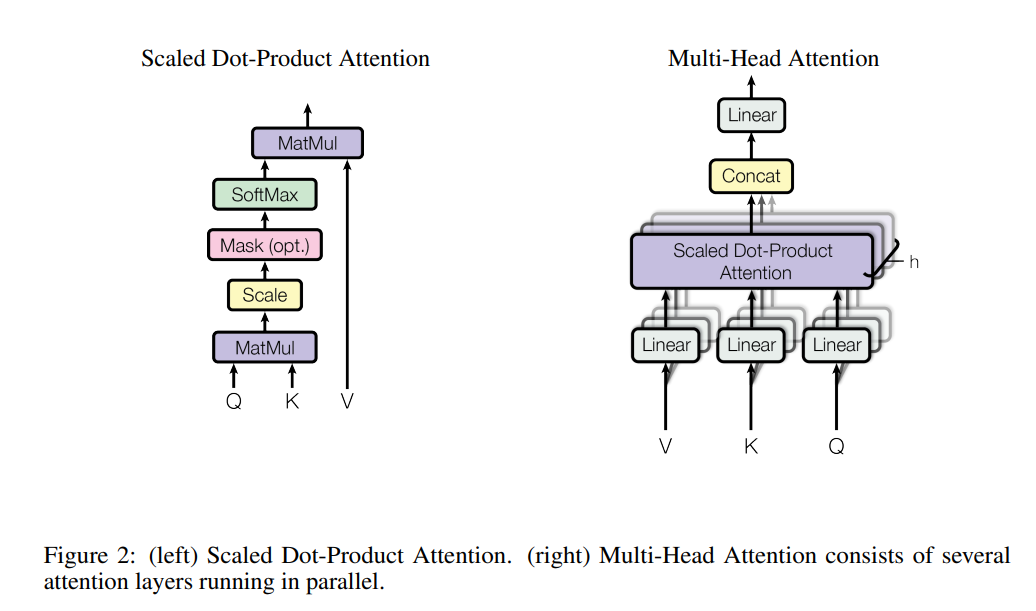 Scaled Dot-Product Attention
MatMul
SoftMax
Mask (opt.)
Scale
MatMul
Q K V
Multi-Head Attention
Linear
Concat
Scaled Dot-Product
Attention
h
Linear Linear Linear
V K Q
Figure 2: (left) Scaled Dot-Product Attention. (right) Multi-Head Attention consists of several
attention layers running in parallel.